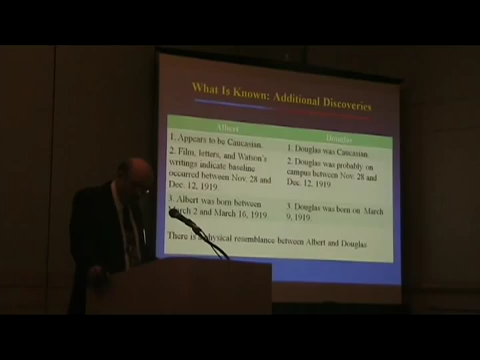 What Is Known: Additional Discoveries
Albert
Douglas
1. Appears to be Caucasian.
1. Douglas was Caucasian.
2. Film, letters, and Watson's
writings indicate baseline
occurred between Nov. 28 and
Dec. 12, 1919.
2. Douglas was probably on
campus between Nov. 28 and
Dec. 12, 1919
3. Albert was born between
March 2 and March 16, 1919
3. Douglas was born on March
9, 1919.
There is a physical resemblance between Albert and Douglas